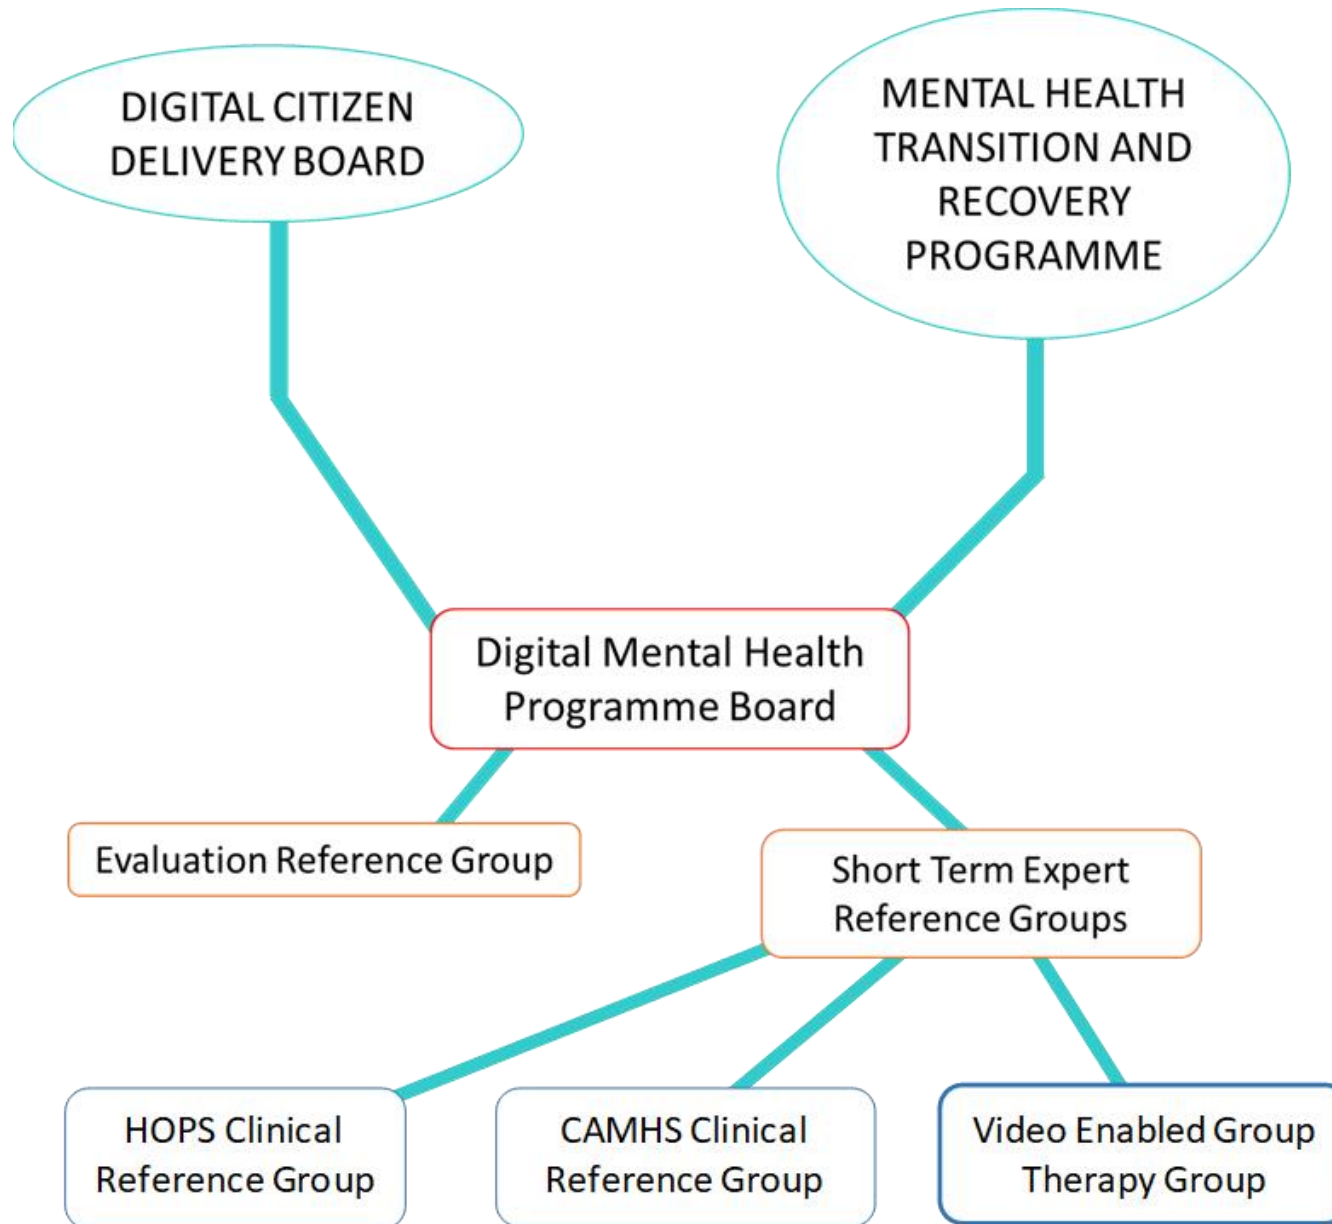 DIGITAL CITIZEN
DELIVERY BOARD
MENTAL HEALTH
TRANSITION AND
RECOVERY
PROGRAMME
Digital Mental Health
Programme Board
Evaluation Reference Group
Short Term Expert
Reference Groups
HOPS Clinical
Reference Group
CAMHS Clinical
Reference Group
Video Enabled Group
Therapy Group